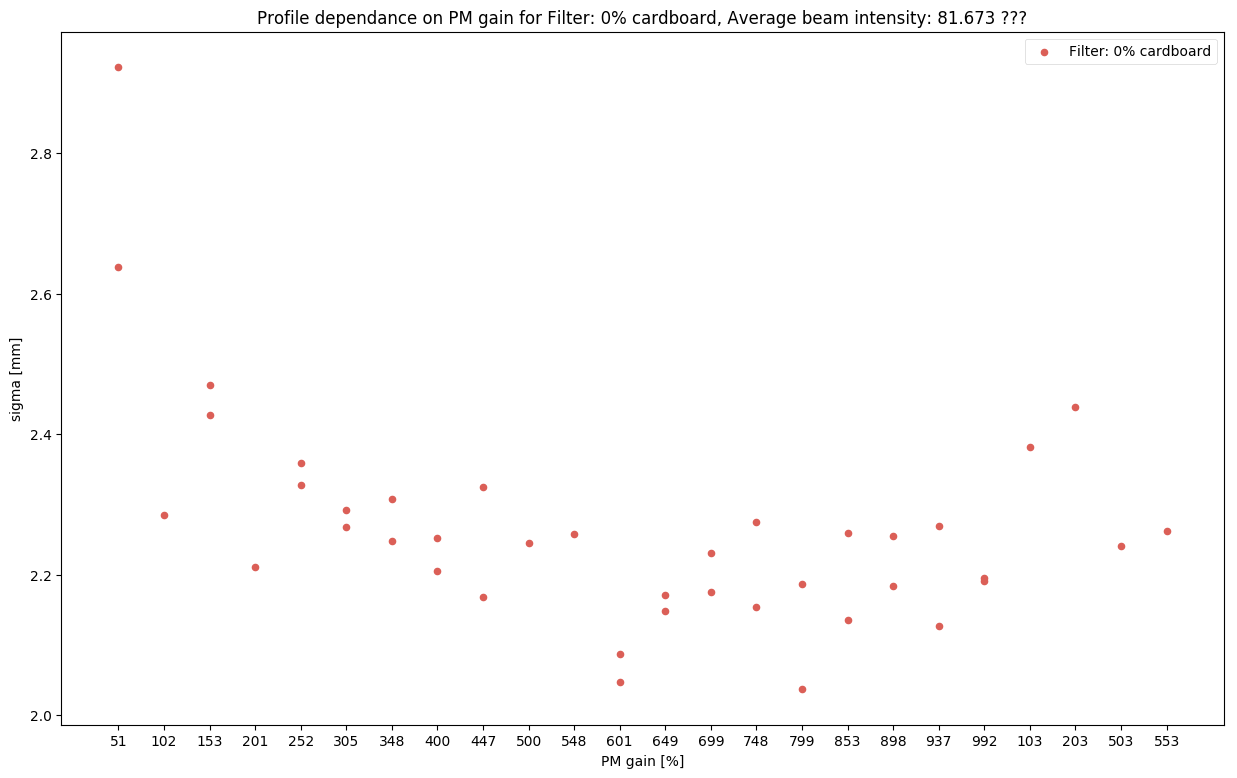 Profile dependance on PM gain for Filter: 0% cardboard, Average beam intensity: 81.673 ???
Filter: 0% cardboard
2.8
2.6
2.4
2.2
2.0
sigma [mm]
51 102 153 201 252 305 348 400 447 500 548 601 649 699 748 799 853 898 937 992 103 203 503 553
PM gain [%]